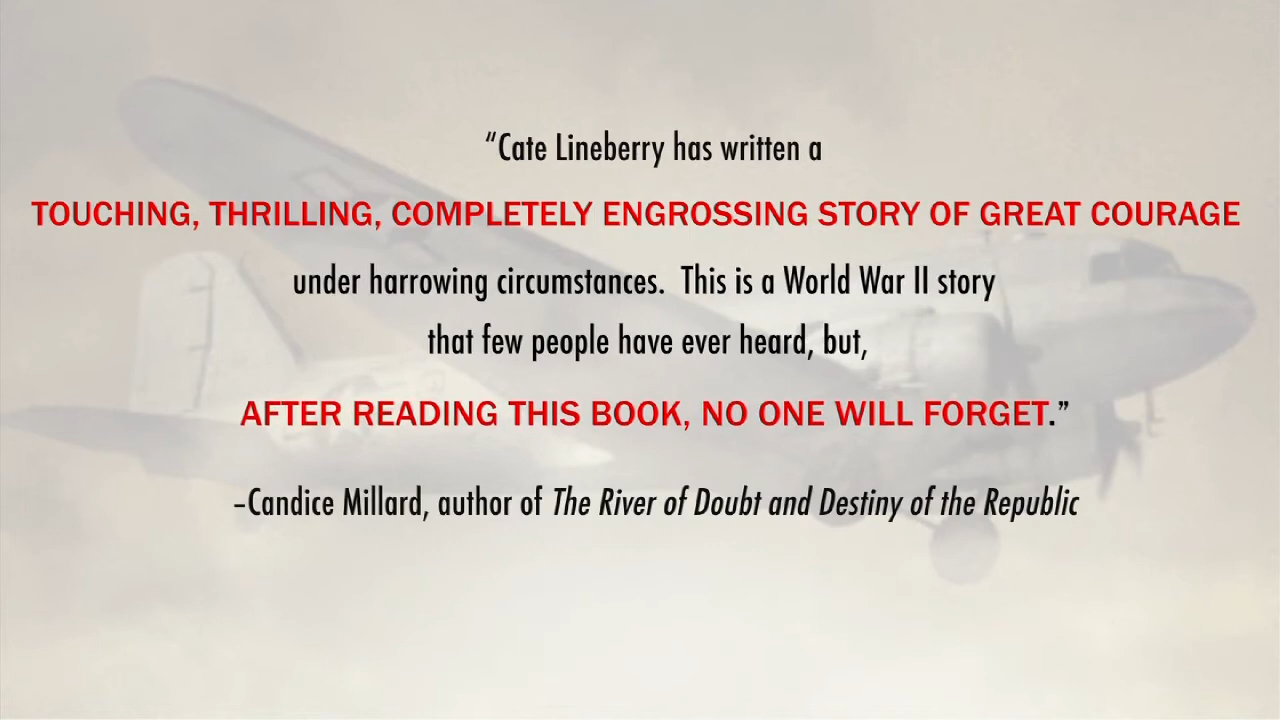 “Cate Lineberry has written a
TOUCHING, THRILLING, COMPLETELY ENGROSSING STORY OF GREAT COURAGE
under harrowing circumstances.  This is a World War II story
that few people have ever heard, but,
AFTER READING THIS BOOK, NO ONE WILL FORGET.”
–Candice Millard, author of The River of Doubt and Destiny of the Republic